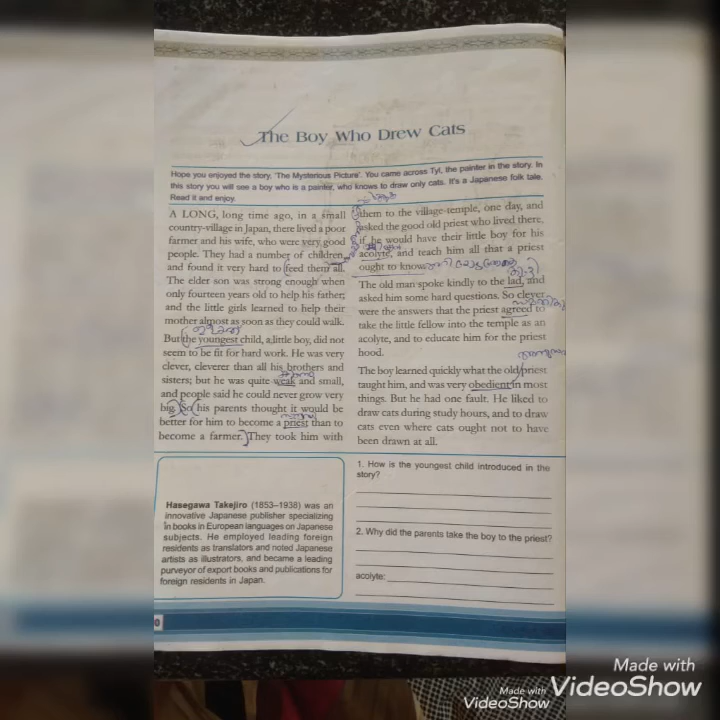 The Boy Who Drew Cats
Hope you enjoyed the story, 'The Mysterious Picture'. You came across Tyl, the painter in the story. In
this story you will see a boy who is a painter, who knows to draw only cats. It's a Japanese folk tale.
Read it and enjoy.
A LONG, long time ago, in a small
country-village in Japan, there lived a poor
farmer and his wife, who were very good
people. They had a number of children,
and found it very hard to feed them all.
The elder son was strong enough when
only fourteen years old to help his father;
and the little girls learned to help their
mother almost as soon as they could walk.
But the youngest child, a little boy, did not
seem to be fit for hard work. He was very
clever, cleverer than all his brothers and
sisters; but he was quite weak and small,
and people said he could never grow very
big. So his parents thought it would be
better for him to become a priest than to
become a farmer. They took him with
them to the village-temple, one day, and
asked the good old priest who lived there,
if he would have their little boy for his
acolyte, and teach him all that a priest
ought to know.
The old man spoke kindly to the lad, and
asked him some hard questions. So clever
were the answers that the priest agreed to
take the little fellow into the temple as an
acolyte, and to educate him for the priest
hood.
The boy learned quickly what the old priest
taught him, and was very obedient in most
things. But he had one fault. He liked to
draw cats during study hours, and to draw
cats even where cats ought not to have
been drawn at all.
Hasegawa Takejiro (1853–1938) was an
innovative Japanese publisher specializing
in books in European languages on Japanese
subjects. He employed leading foreign
residents as translators and noted Japanese
artists as illustrators, and became a leading
purveyor of export books and publications for
foreign residents in Japan.
1. How is the youngest child introduced in the
story?
2. Why did the parents take the boy to the priest?
acolyte:
0
Made with
VideoShow
Made with
VideoShow